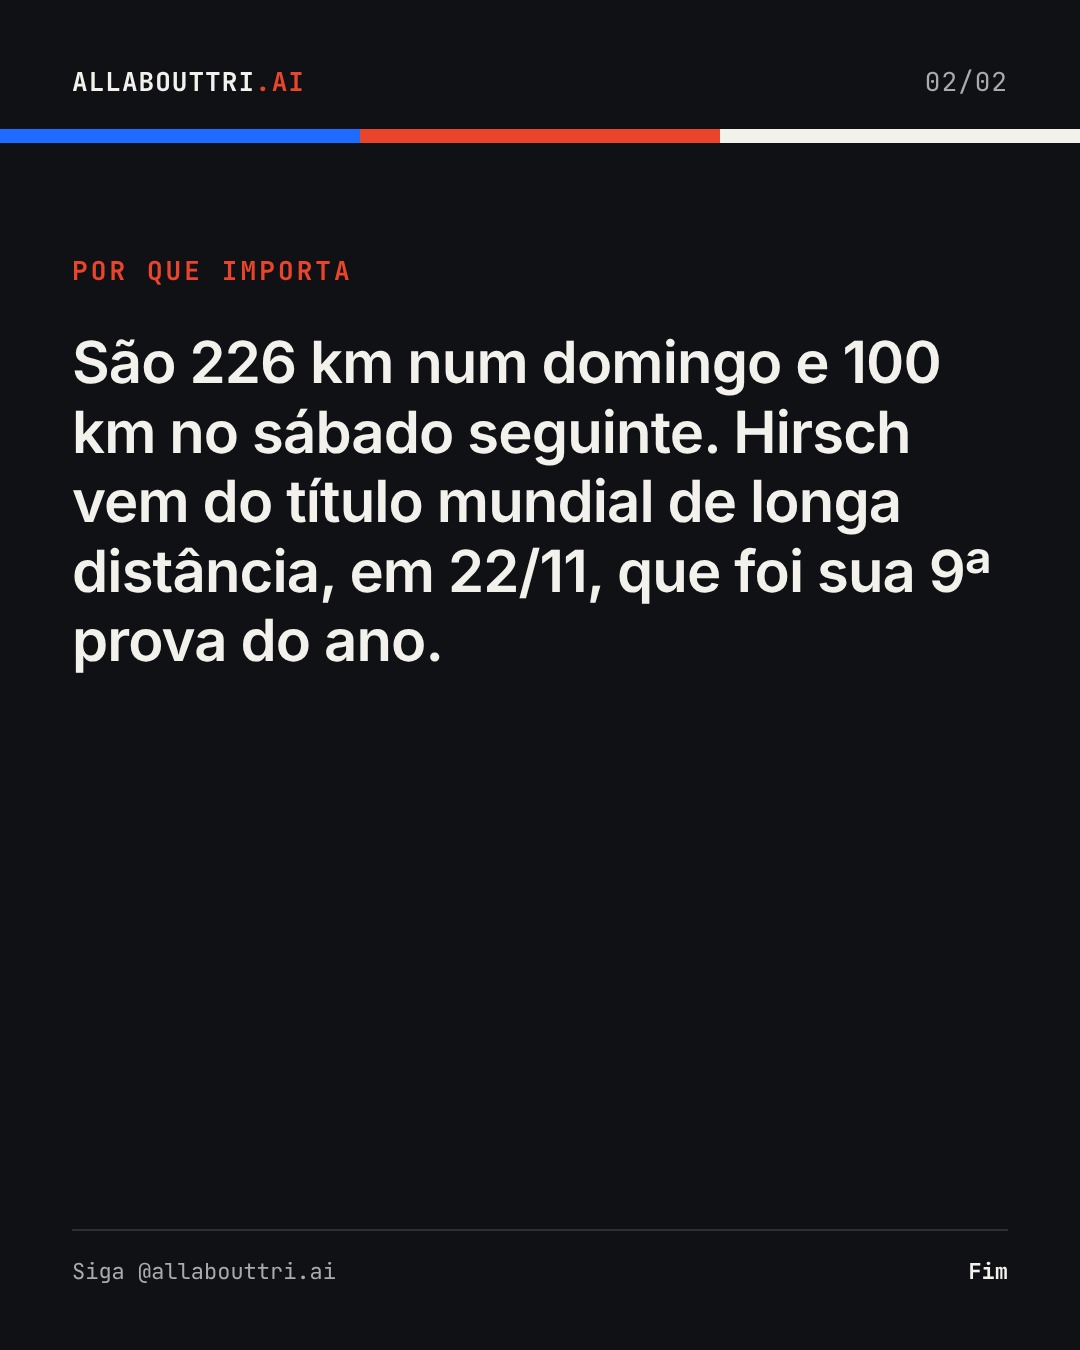 ALLABOUTTRI.AI
02/02
POR QUE IMPORTA
São 226 km num domingo e 100
km no sábado seguinte. Hirsch
vem do título mundial de longa
distância, em 22/11, que foi sua 9ª
prova do ano.
Siga @allabouttri.ai
Fim